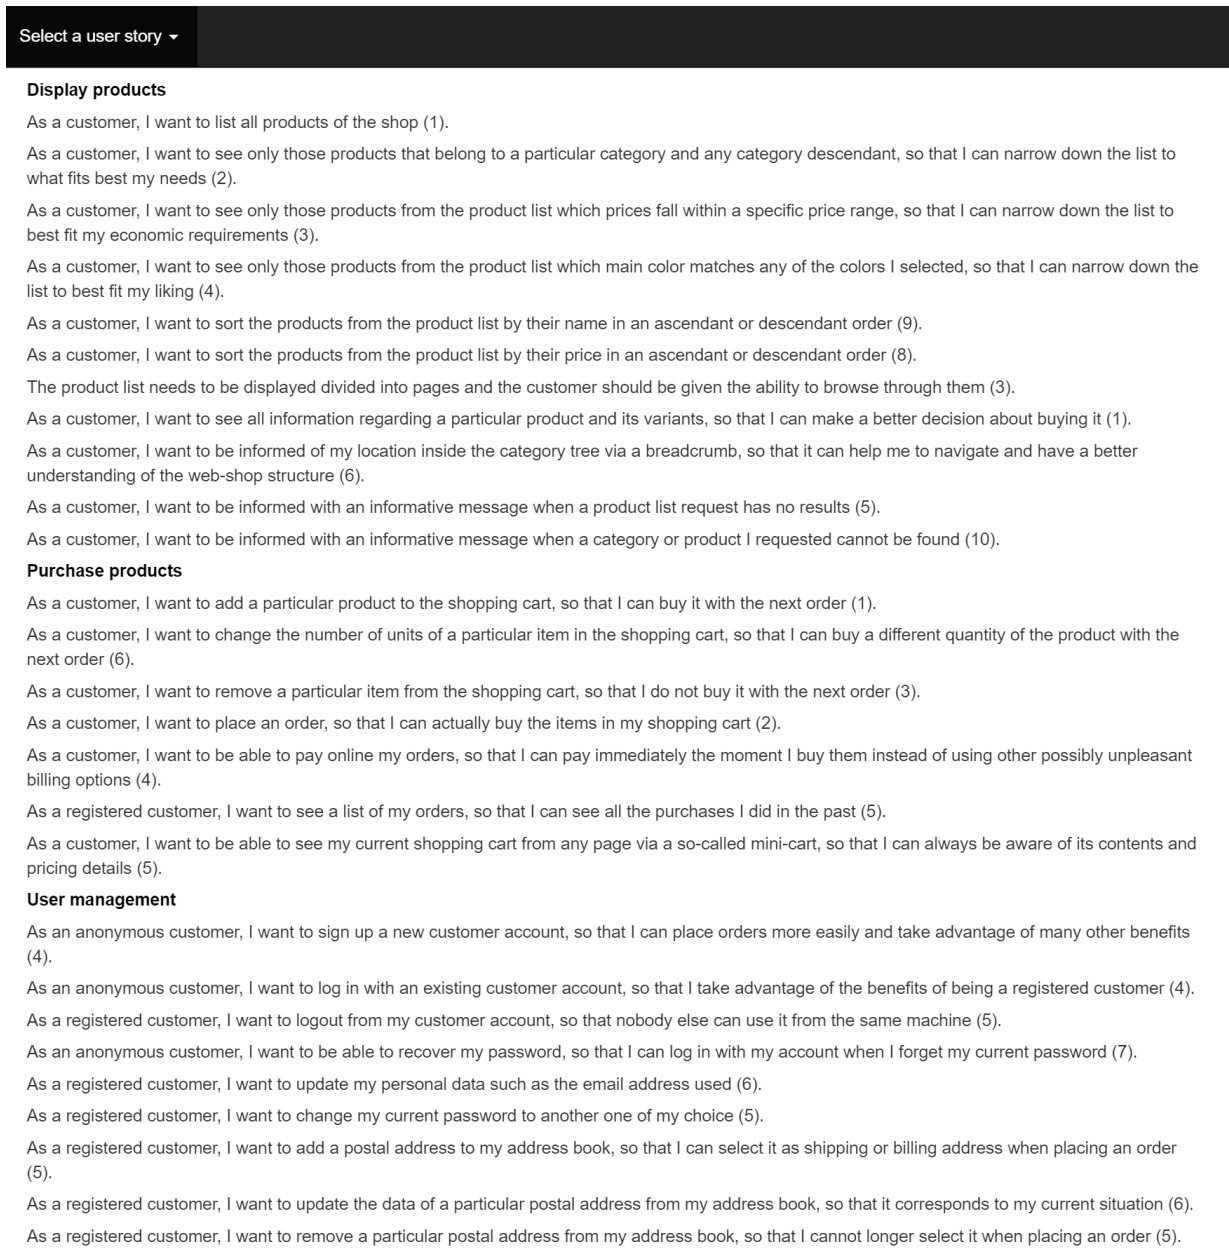 Select a user story
Display products
As a customer, I want to list all products of the shop (1).
As a customer, I want to see only those products that belong to a particular category and any category descendant, so that I can narrow down the list to
what fits best my needs (2).
As a customer, I want to see only those products from the product list which prices fall within a specific price range, so that I can narrow down the list to
best fit my economic requirements (3).
As a customer, I want to see only those products from the product list which main color matches any of the colors I selected, so that I can narrow down the
list to best fit my liking (4).
As a customer, I want to sort the products from the product list by their name in an ascendant or descendant order (9).
As a customer, I want to sort the products from the product list by their price in an ascendant or descendant order (8).
The product list needs to be displayed divided into pages and the customer should be given the ability to browse through them (3).
As a customer, I want to see all information regarding a particular product and its variants, so that I can make a better decision about buying it (1).
As a customer, I want to be informed of my location inside the category tree via a breadcrumb, so that it can help me to navigate and have a better
understanding of the web-shop structure (6).
As a customer, I want to be informed with an informative message when a product list request has no results (5).
As a customer, I want to be informed with an informative message when a category or product I requested cannot be found (10).
Purchase products
As a customer, I want to add a particular product to the shopping cart, so that I can buy it with the next order (1).
As a customer, I want to change the number of units of a particular item in the shopping cart, so that I can buy a different quantity of the product with the
next order (6).
As a customer, I want to remove a particular item from the shopping cart, so that I do not buy it with the next order (3).
As a customer, I want to place an order, so that I can actually buy the items in my shopping cart (2).
As a customer, I want to be able to pay online my orders, so that I can pay immediately the moment I buy them instead of using other possibly unpleasant
billing options (4).
As a registered customer, I want to see a list of my orders, so that I can see all the purchases I did in the past (5).
As a customer, I want to be able to see my current shopping cart from any page via a so-called mini-cart, so that I can always be aware of its contents and
pricing details (5).
User management
As an anonymous customer, I want to sign up a new customer account, so that I can place orders more easily and take advantage of many other benefits
(4).
As an anonymous customer, I want to log in with an existing customer account, so that I take advantage of the benefits of being a registered customer (4).
As a registered customer, I want to logout from my customer account, so that nobody else can use it from the same machine (5).
As an anonymous customer, I want to be able to recover my password, so that I can log in with my account when I forget my current password (7).
As a registered customer, I want to update my personal data such as the email address used (6).
As a registered customer, I want to change my current password to another one of my choice (5).
As a registered customer, I want to add a postal address to my address book, so that I can select it as shipping or billing address when placing an order
(5).
As a registered customer, I want to update the data of a particular postal address from my address book, so that it corresponds to my current situation (6).
As a registered customer, I want to remove a particular postal address from my address book, so that I cannot longer select it when placing an order (5).